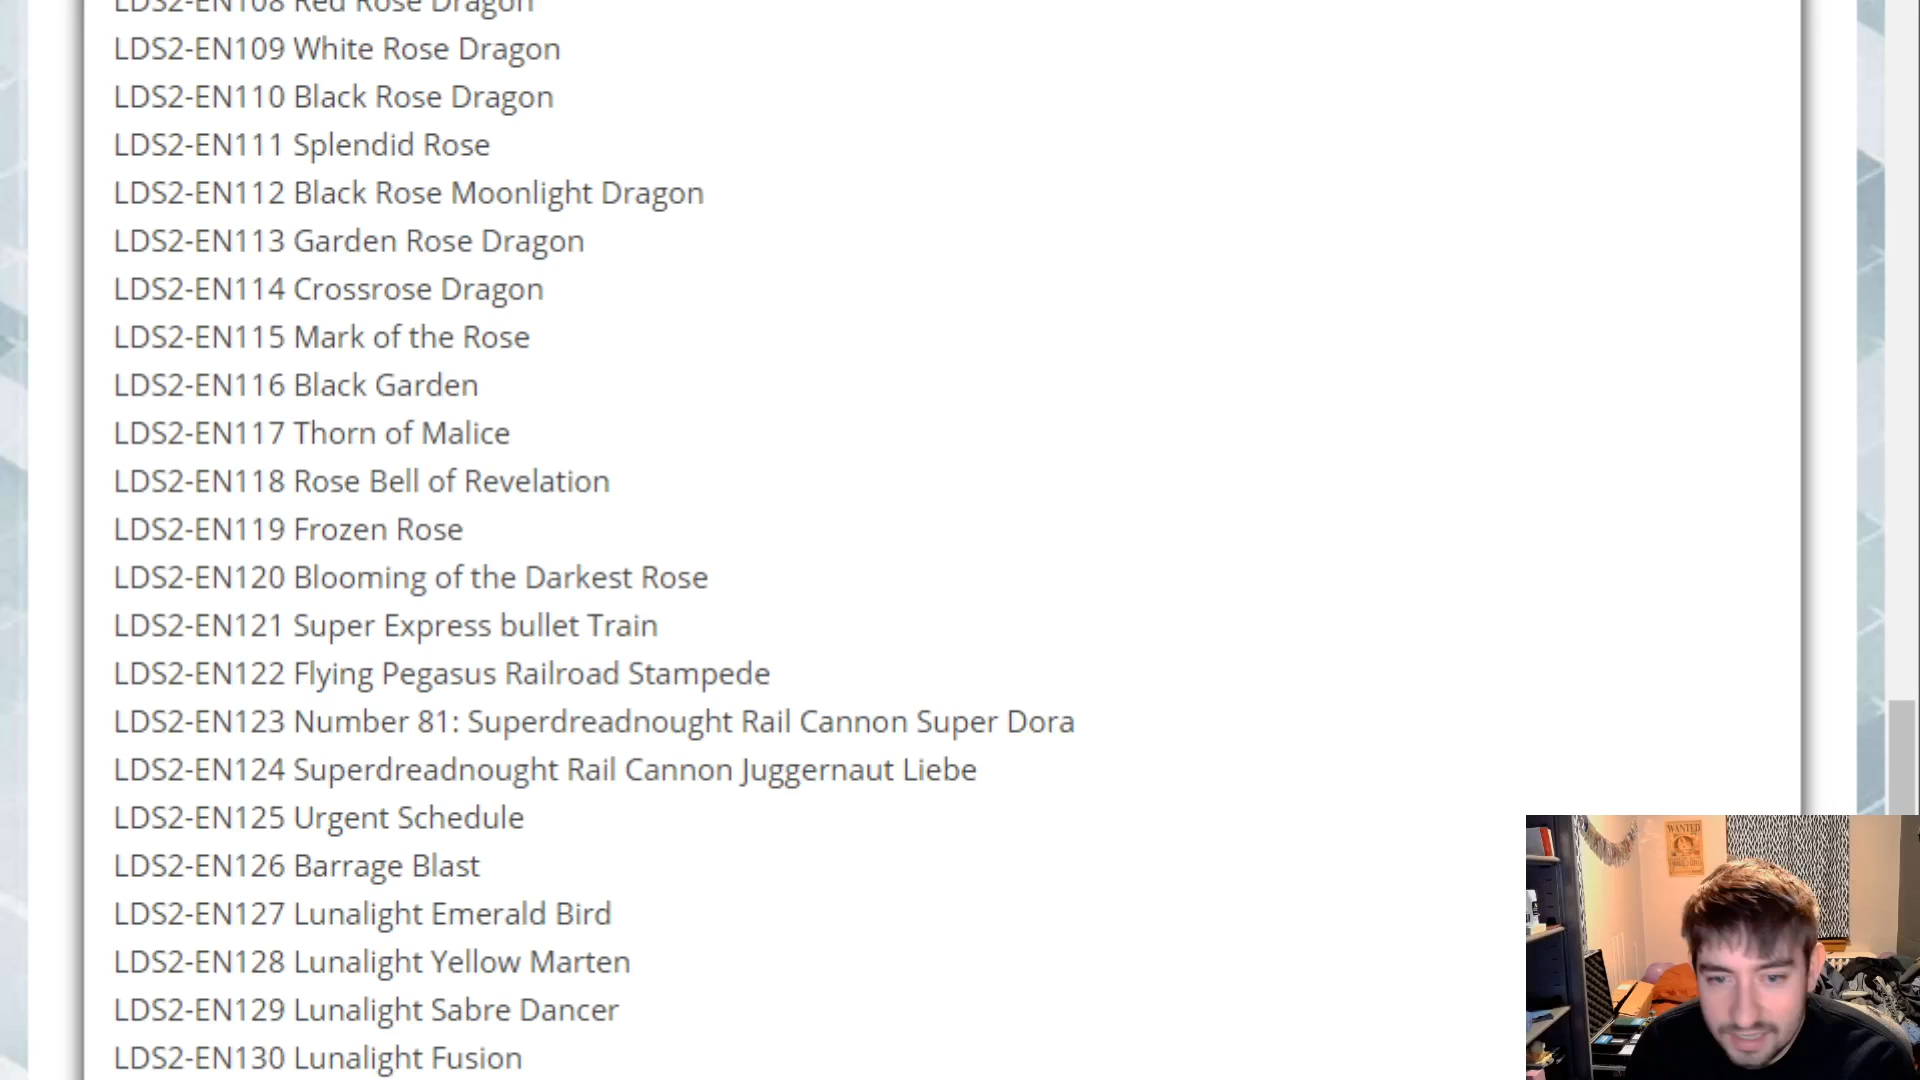 LDS2-EN108 Red Rose Dragon
LDS2-EN109 White Rose Dragon
LDS2-EN110 Black Rose Dragon
LDS2-EN111 Splendid Rose
LDS2-EN112 Black Rose Moonlight Dragon
LDS2-EN113 Garden Rose Dragon
LDS2-EN114 Crossrose Dragon
LDS2-EN115 Mark of the Rose
LDS2-EN116 Black Garden
LDS2-EN117 Thorn of Malice
LDS2-EN118 Rose Bell of Revelation
LDS2-EN119 Frozen Rose
LDS2-EN120 Blooming of the Darkest Rose
LDS2-EN121 Super Express bullet Train
LDS2-EN122 Flying Pegasus Railroad Stampede
LDS2-EN123 Number 81: Superdreadnought Rail Cannon Super Dora
LDS2-EN124 Superdreadnought Rail Cannon Juggernaut Liebe
LDS2-EN125 Urgent Schedule
LDS2-EN126 Barrage Blast
LDS2-EN127 Lunalight Emerald Bird
LDS2-EN128 Lunalight Yellow Marten
LDS2-EN129 Lunalight Sabre Dancer
LDS2-EN130 Lunalight Fusion
WANTED